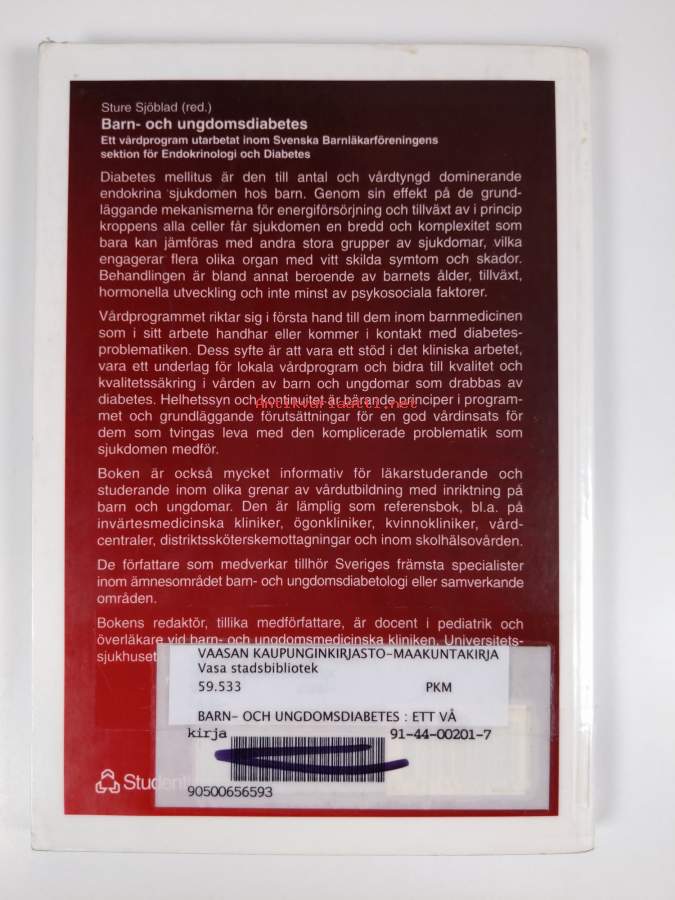 Sture Sjöblad (red.)
Barn- och ungdomsdiabetes
Ett vårdprogram utarbetat inom Svenska Barnläkarföreningens
sektion för Endokrinologi och Diabetes
Diabetes mellitus är den till antal och vårdtyngd dominerande
endokrina sjukdomen hos barn. Genom sin effekt på de grund-
läggande mekanismerna för energiförsörjning och tillväxt av i princip
kroppens alla celler får sjukdomen en bredd och komplexitet som
bara kan jämföras med andra stora grupper av sjukdomar, vilka
engagerar flera olika organ med vitt skilda symtom och skador.
Behandlingen är bland annat beroende av barnets ålder, tillväxt,
hormonella utveckling och inte minst av psykosociala faktorer.
Vårdprogrammet riktar sig i första hand till dem inom barnmedicinen
som i sitt arbete handhar eller kommer i kontakt med diabetes-
problematiken. Dess syfte är att vara ett stöd i det kliniska arbetet,
vara ett underlag för lokala vårdprogram och bidra till kvalitet och
kvalitetssäkring i vården av barn och ungdomar som drabbas av
diabetes. Helhetssyn och kontinuitet är bärande principer i program-
met och grundläggande förutsättningar för en god vårdinsats för
dem som tvingas leva med den komplicerade problematik som
sjukdomen medför.
Antikvariaatti.net
Boken är också mycket informativ för läkarstuderande och
studerande inom olika grenar av vårdutbildning med inriktning på
barn och ungdomar. Den är lämplig som referensbok, bl.a. på
invärtesmedicinska kliniker, ögonkliniker, kvinnokliniker, vård-
centraler, distriktssköterskemottagningar och inom skolhälsovården.
De författare som medverkar tillhör Sveriges främsta specialister
inom ämnesområdet barn- och ungdomsdiabetologi eller samverkande
områden.
Bokens redaktör, tillika medförfattare, är docent i pediatrik och
överläkare vid barn- och ungdomsmedicinska kliniken, Universitets-
sjukhuset
VAASAN KAUPUNGINKIRJASTO-MAAKUNTAKIRJA
Vasa stadsbibliotek
59.533 PKM
BARN- OCH UNGDOMSDIABETES : ETT VÅ
kirja 91-44-00201-7
90500656593